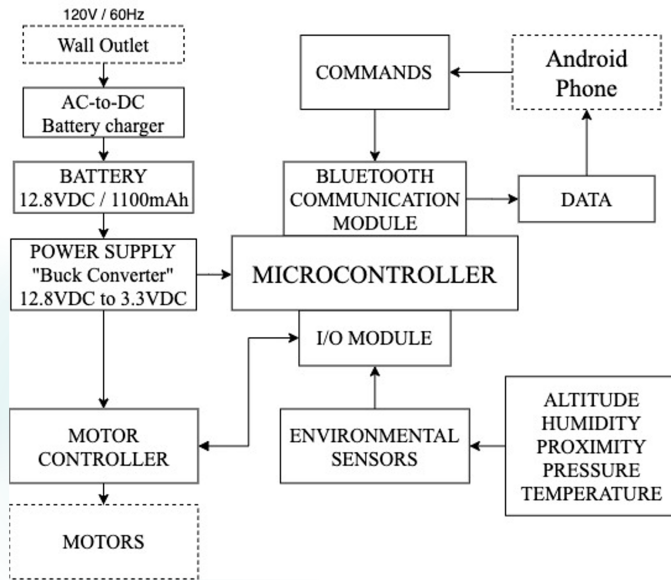 120V / 60Hz
Wall Outlet
AC-to-DC
Battery charger
BATTERY
12.8VDC / 1100mAh
POWER SUPPLY
"Buck Converter"
12.8VDC to 3.3VDC
MOTOR
CONTROLLER
MOTORS
COMMANDS
Android
Phone
BLUETOOTH
COMMUNICATION
MODULE
DATA
MICROCONTROLLER
I/O MODULE
ENVIRONMENTAL
SENSORS
ALTITUDE
HUMIDITY
PROXIMITY
PRESSURE
TEMPERATURE